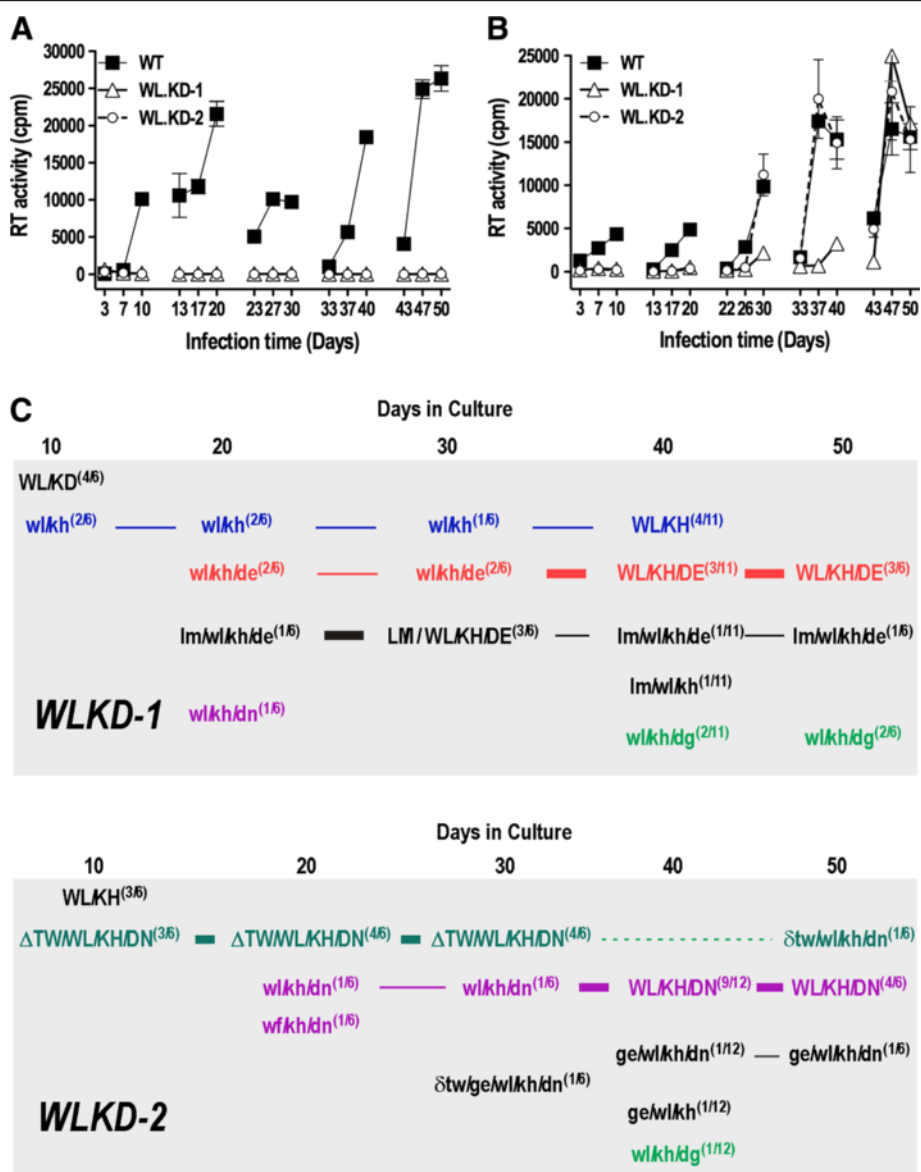 A
30000
25000
20000
15000
10000
5000
0
RT activity (cpm)
WT
WL.KD-1
WL.KD-2
3 7 10 13 17 20 23 27 30 33 37 40 43 47 50
Infection time (Days)
B
25000
20000
15000
10000
5000
0
RT activity (cpm)
WT
WL.KD-1
WL.KD-2
3 7 10 13 17 20 22 26 30 33 37 40 43 47 50
Infection time (Days)
C
Days in Culture
10 20 30 40 50
WL/KD(4/6)
wl/kh(2/6) wl/kh(2/6) wl/kh(1/6) WL/KH(4/11)
wl/kh/de(2/6) wl/kh/de(2/6) WL/KH/DE(3/11) WL/KH/DE(3/6)
lm/wl/kh/de(1/6) LM/WL/KH/DE(3/6) lm/wl/kh/de(1/11) lm/wl/kh/de(1/6)
lm/wl/kh(1/11)
WLKD-1 wl/kh/dn(1/6)
wl/kh/dg(2/11) wl/kh/dg(2/6)
Days in Culture
10 20 30 40 50
WL/KH(3/6)
ΔTW/WL/KH/DN(3/6) ΔTW/WL/KH/DN(4/6) ΔTW/WL/KH/DN(4/6) δtw/wl/kh/dn(1/6)
wl/kh/dn(1/6) wl/kh/dn(1/6) WL/KH/DN(9/12) WL/KH/DN(4/6)
wf/kh/dn(1/6)
ge/wl/kh/dn(1/12) ge/wl/kh/dn(1/6)
δtw/ge/wl/kh/dn(1/6)
WLKD-2 ge/wl/kh(1/12)
wl/kh/dg(1/12)